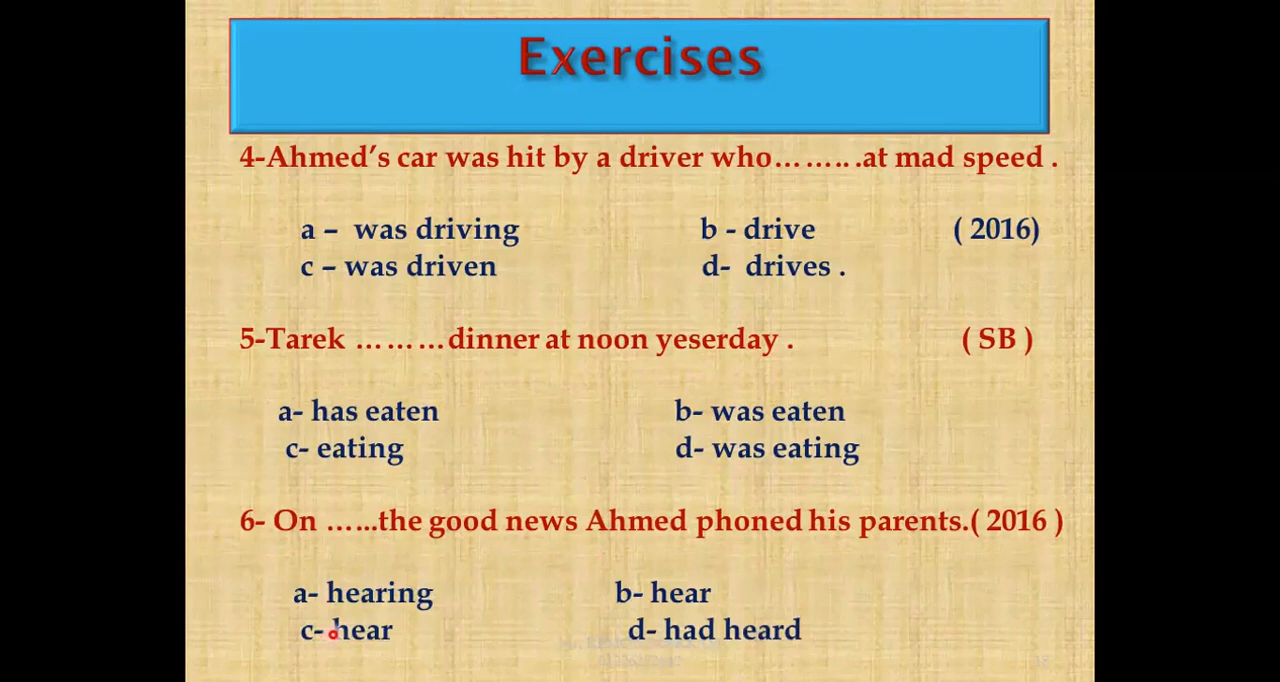 Exercises
4-Ahmed's car was hit by a driver who……...at mad speed .
a – was driving b - drive ( 2016)
c – was driven d- drives .
5-Tarek ………dinner at noon yeserday . ( SB )
a- has eaten b- was eaten
c- eating d- was eating
6- On …...the good news Ahmed phoned his parents.( 2016 )
a- hearing b- hear
c- hear d- had heard
18